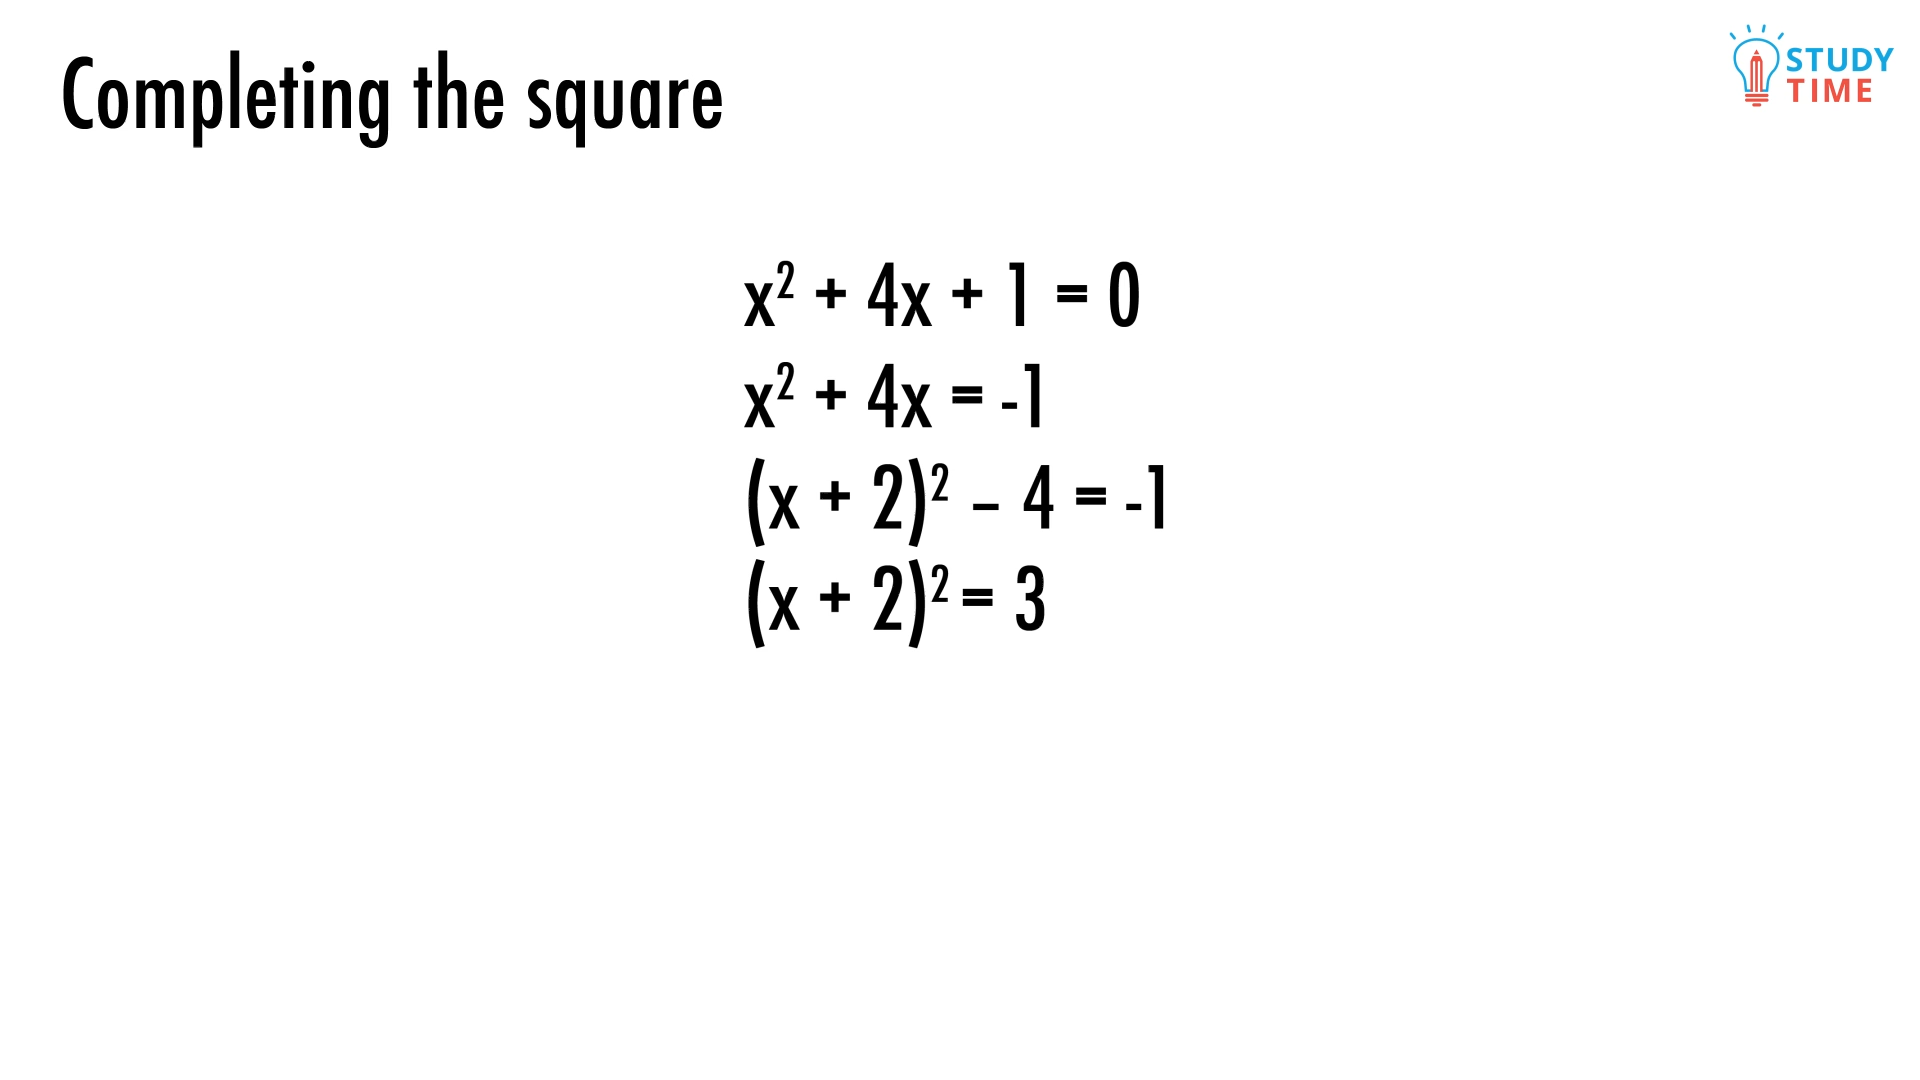 Completing the square
STUDY
TIME
x² + 4x + 1 = 0
x² + 4x = -1
(x + 2)² – 4 = -1
(x + 2)² = 3